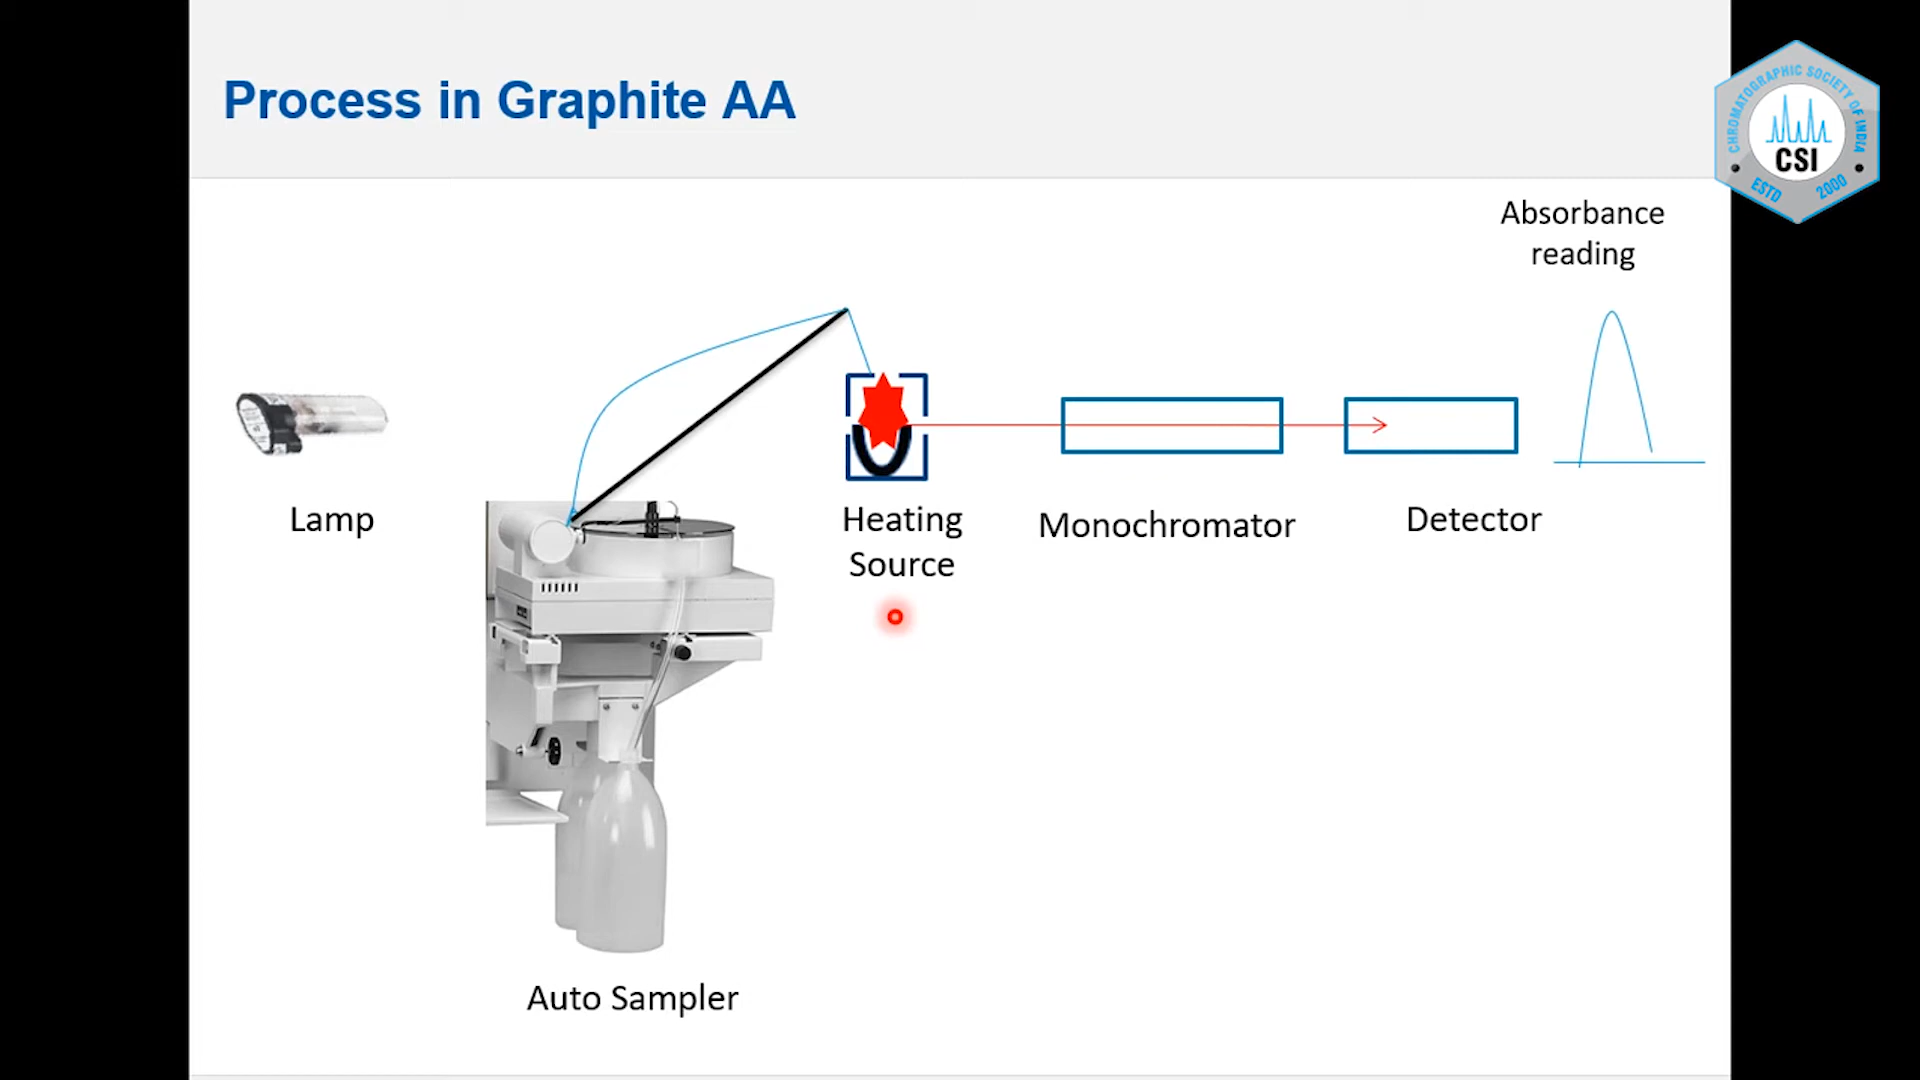 Process in Graphite AA
CHROMATOGRAPHIC SOCIETY OF INDIA
CSI
ESTD 2000
Absorbance
reading
Lamp
Heating
Source
Monochromator
Detector
Auto Sampler